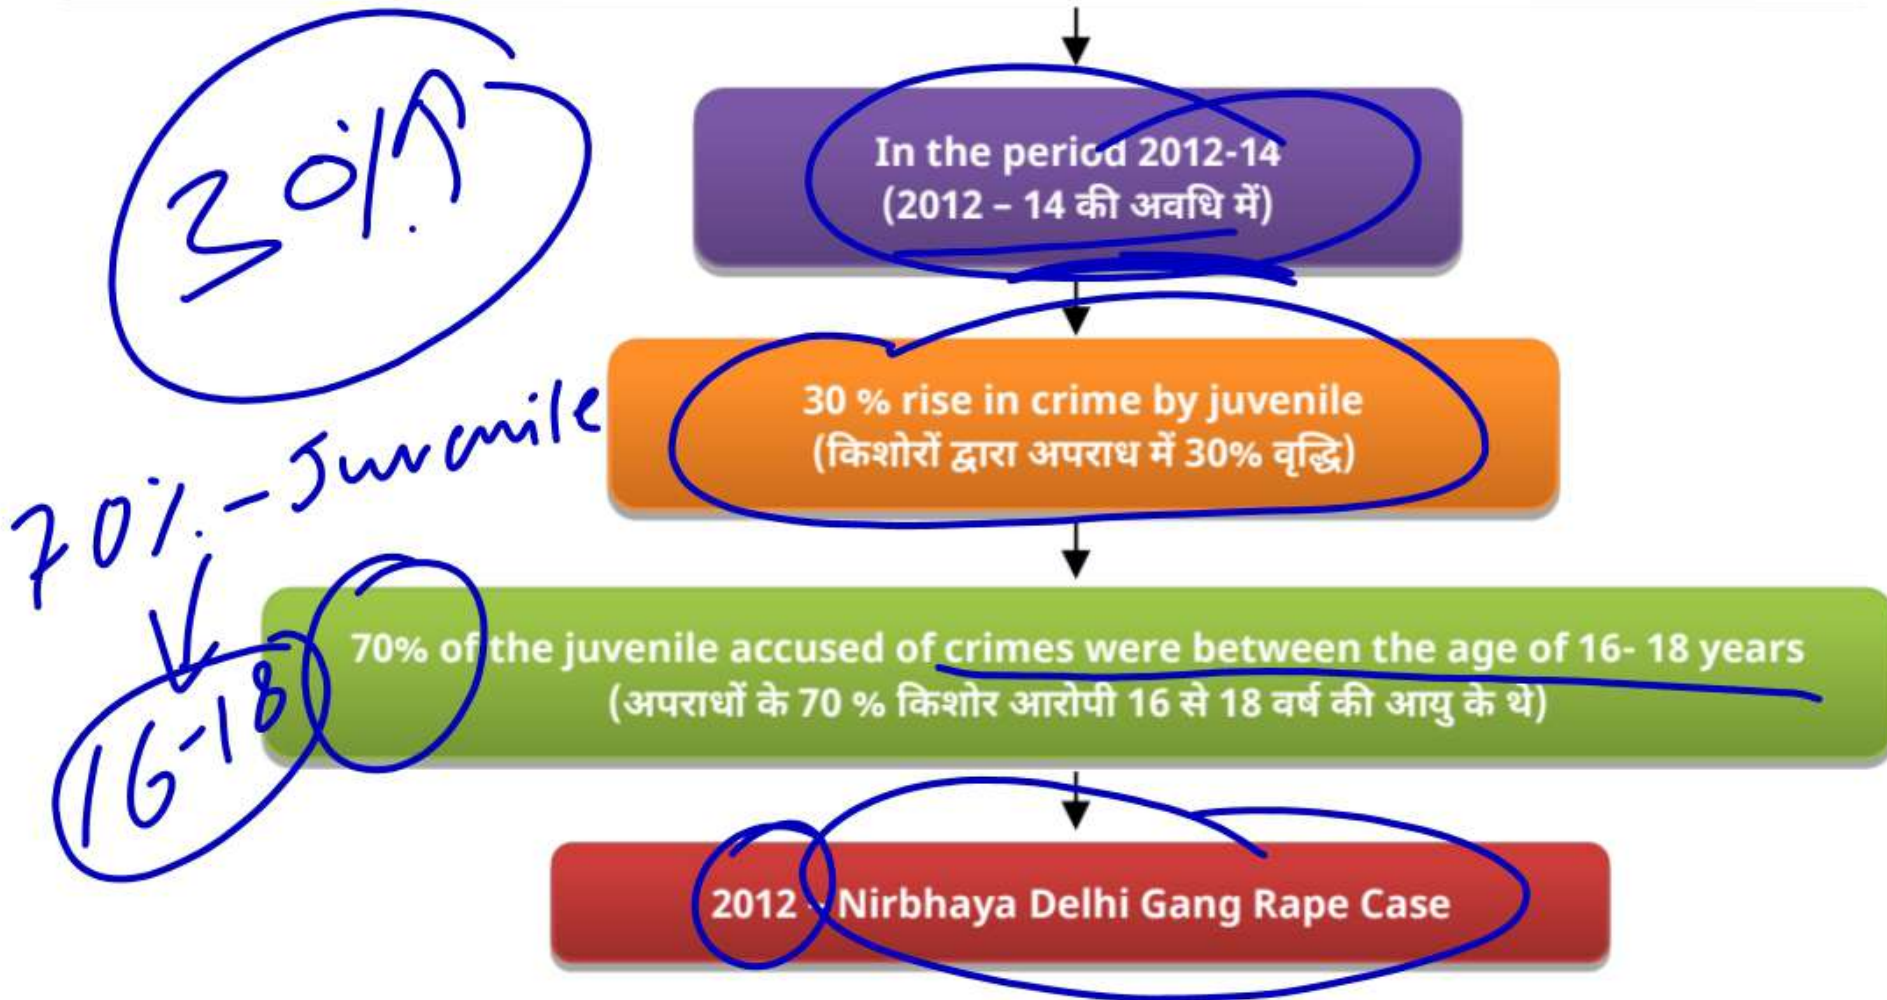 30%↑
In the period 2012-14
(2012 – 14 की अवधि में)
30 % rise in crime by juvenile
(किशोरों द्वारा अपराध में 30% वृद्धि)
70% - Juvenile
16-18
70% of the juvenile accused of crimes were between the age of 16- 18 years
(अपराधों के 70 % किशोर आरोपी 16 से 18 वर्ष की आयु के थे)
2012 - Nirbhaya Delhi Gang Rape Case